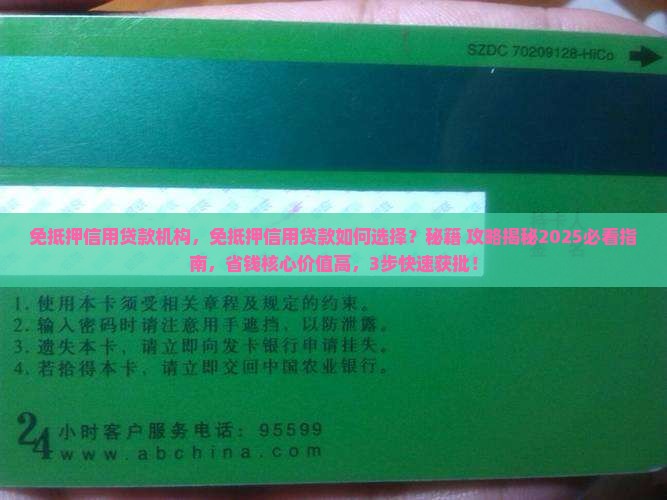 SZDC 70209128-HiCo
免抵押信用贷款机构，免抵押信用贷款如何选择？秘籍 攻略揭秘2025必看指
南，省钱核心价值高，3步快速获批！
1. 使用本卡须受相关章程及规定的约束。
2. 输入密码时请注意用手遮挡，以防泄露。
3. 遗失本卡，请立即向发卡银行申请挂失。
4. 若拾得本卡，请立即交回中国农业银行。
24 小时客户服务电话：95599
www.abchina.com